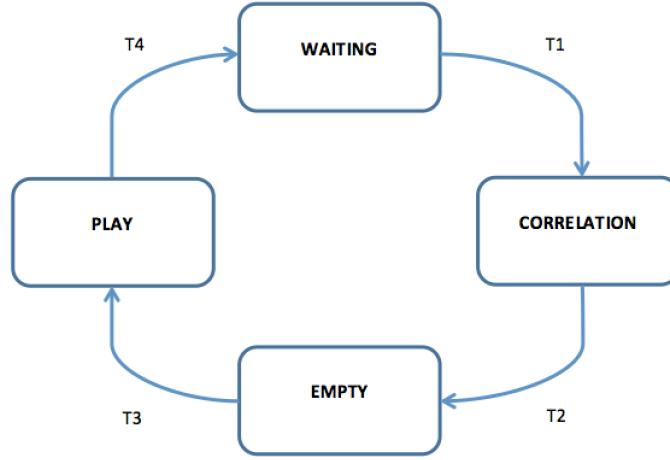 T4
WAITING
T1
PLAY
CORRELATION
EMPTY
T3
T2